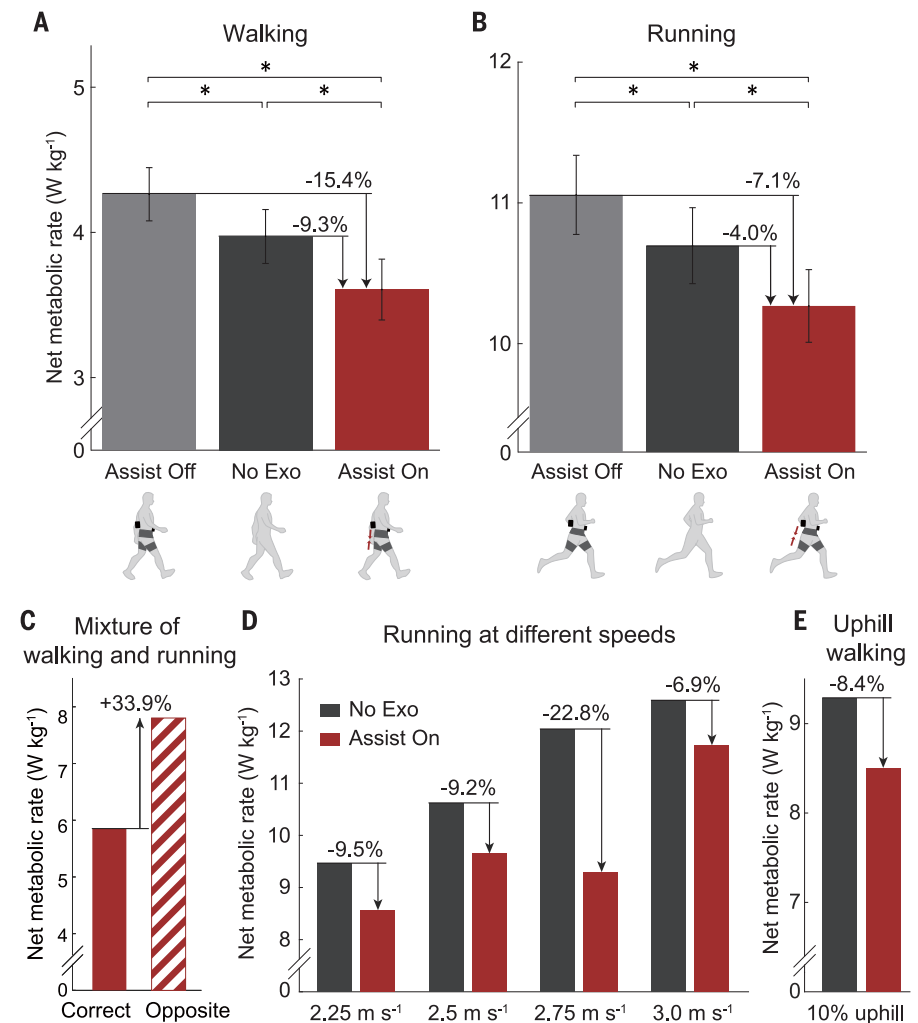 A
Walking
Net metabolic rate (W kg⁻¹)
5
4
3
0
*
*
*
-15.4%
-9.3%
Assist Off
No Exo
Assist On
B
Running
12
11
10
0
*
*
*
-7.1%
-4.0%
Assist Off
No Exo
Assist On
C
Mixture of
walking and running
Net metabolic rate (W kg⁻¹)
8
7
6
5
4
0
+33.9%
Correct
Opposite
D
Running at different speeds
Net metabolic rate (W kg⁻¹)
13
12
11
10
9
8
0
No Exo
Assist On
-9.5%
-9.2%
-22.8%
-6.9%
2.25 m s⁻¹
2.5 m s⁻¹
2.75 m s⁻¹
3.0 m s⁻¹
E
Uphill
walking
Net metabolic rate (W kg⁻¹)
9
8
7
0
-8.4%
10% uphill